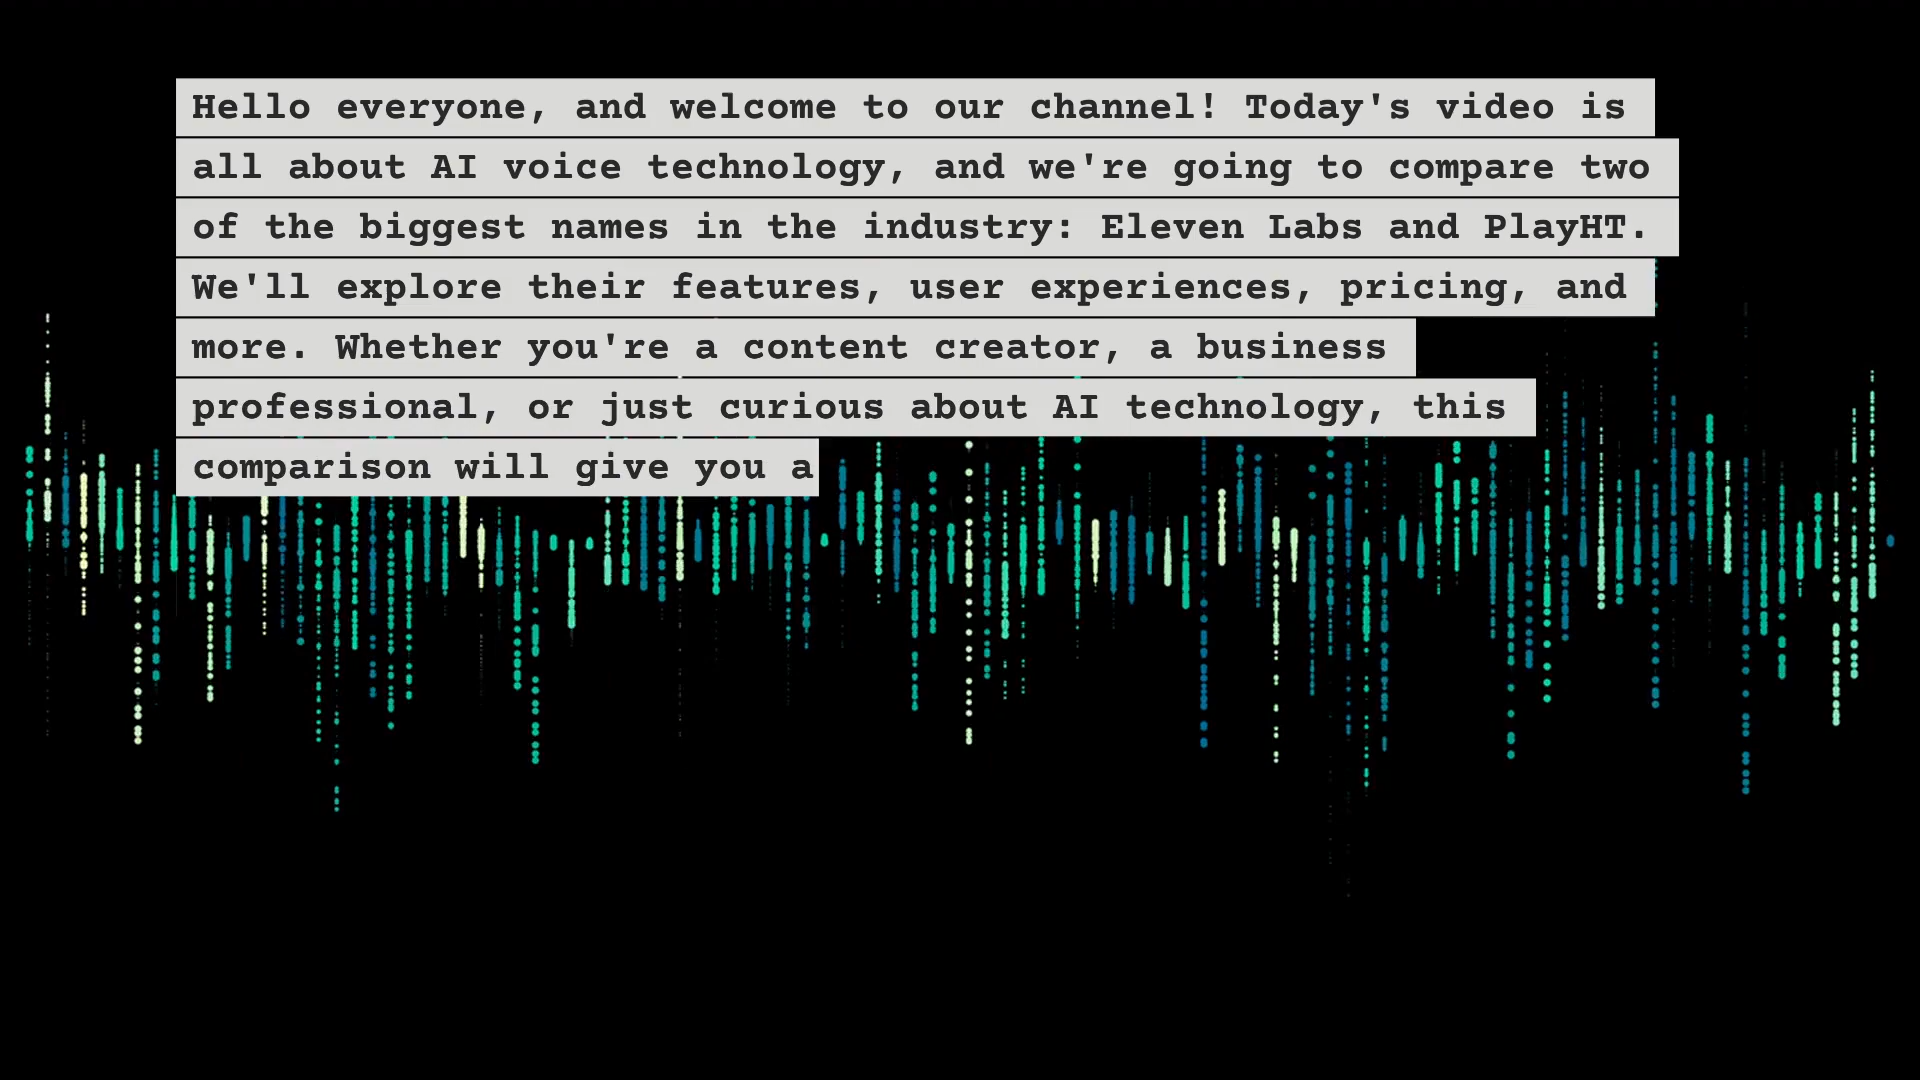 Hello everyone, and welcome to our channel! Today's video is
all about AI voice technology, and we're going to compare two
of the biggest names in the industry: Eleven Labs and PlayHT.
We'll explore their features, user experiences, pricing, and
more. Whether you're a content creator, a business
professional, or just curious about AI technology, this
comparison will give you a